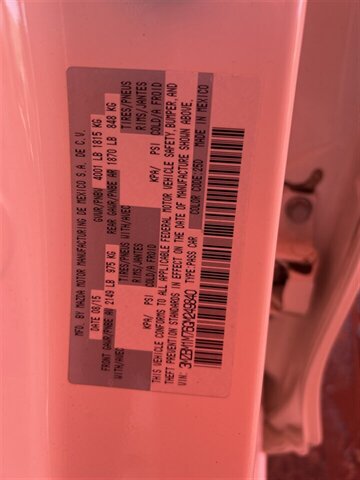 MFD. BY MAZDA MOTOR MANUFACTURING DE MEXICO S.A. DE C.V.
DATE 08/15 GVWR/PNBV 4001 LB 1815 KG
FRONT GAWR/PNBE AV 2149 LB 975 KG REAR GAWR/PNBE AR 1870 LB 848 KG
WITH/AVEC TIRES/PNEUS WITH/AVEC TIRES/PNEUS
RIMS/JANTES RIMS/JANTES
KPA/ PSI COLD/A FROID KPA/ PSI COLD/A FROID
THIS VEHICLE CONFORMS TO ALL APPLICABLE FEDERAL MOTOR VEHICLE SAFETY, BUMPER, AND
THEFT PREVENTION STANDARDS IN EFFECT ON THE DATE OF MANUFACTURE SHOWN ABOVE.
VIN: 3MZBM1M76GM249840 TYPE: PASS CAR COLOR CODE: 25D MADE IN MEXICO